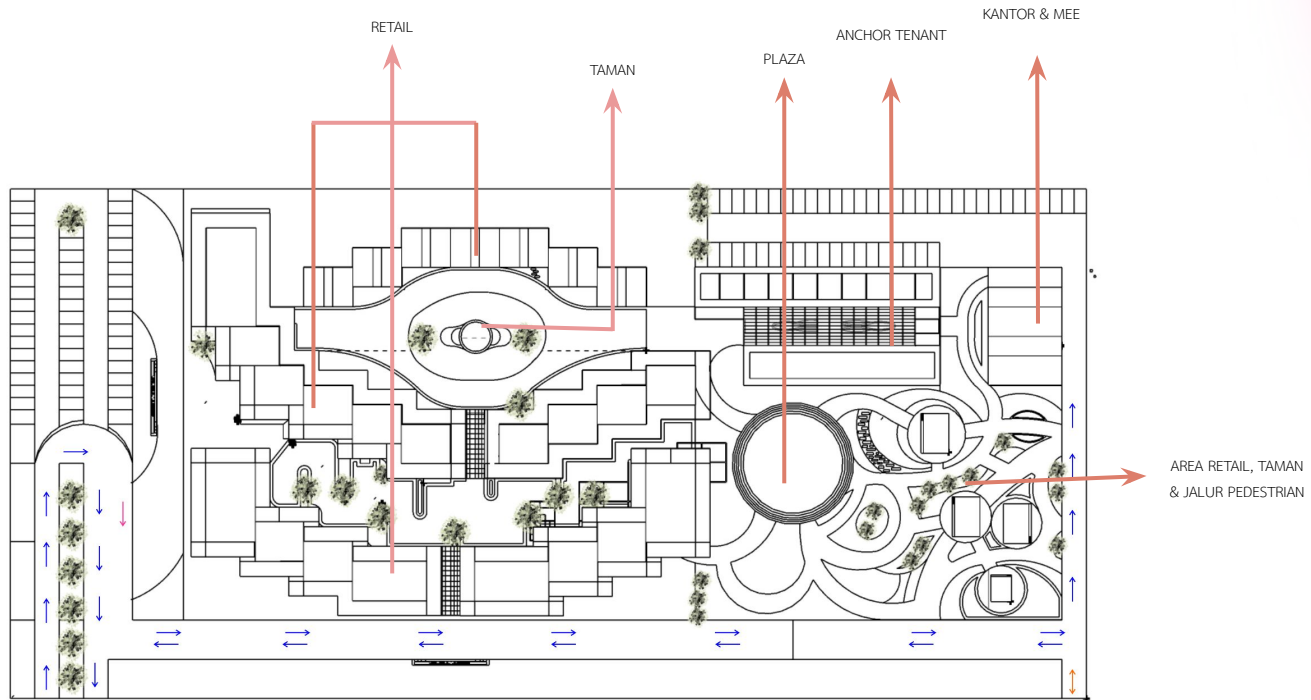 KANTOR & MEE
RETAIL
ANCHOR TENANT
PLAZA
TAMAN
AREA RETAIL, TAMAN
& JALUR PEDESTRIAN